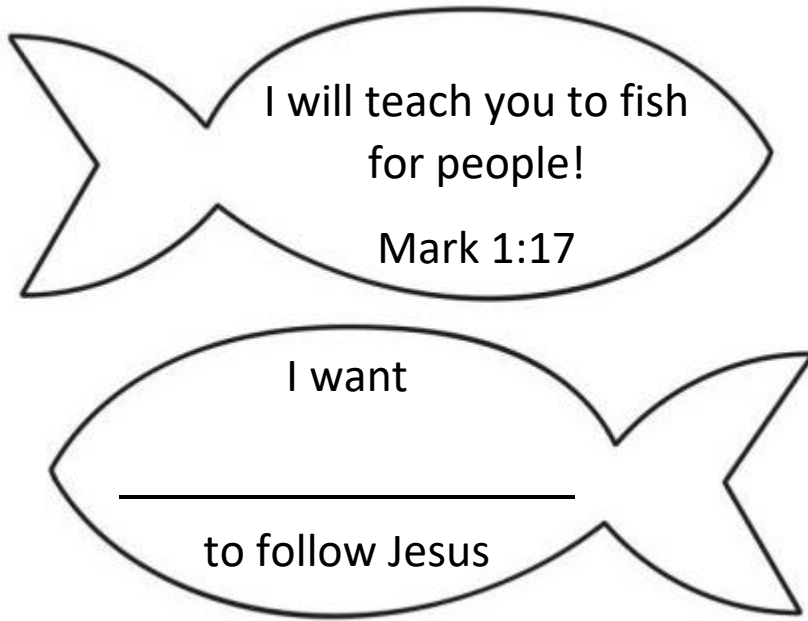 I will teach you to fish
for people!
Mark 1:17
I want
to follow Jesus